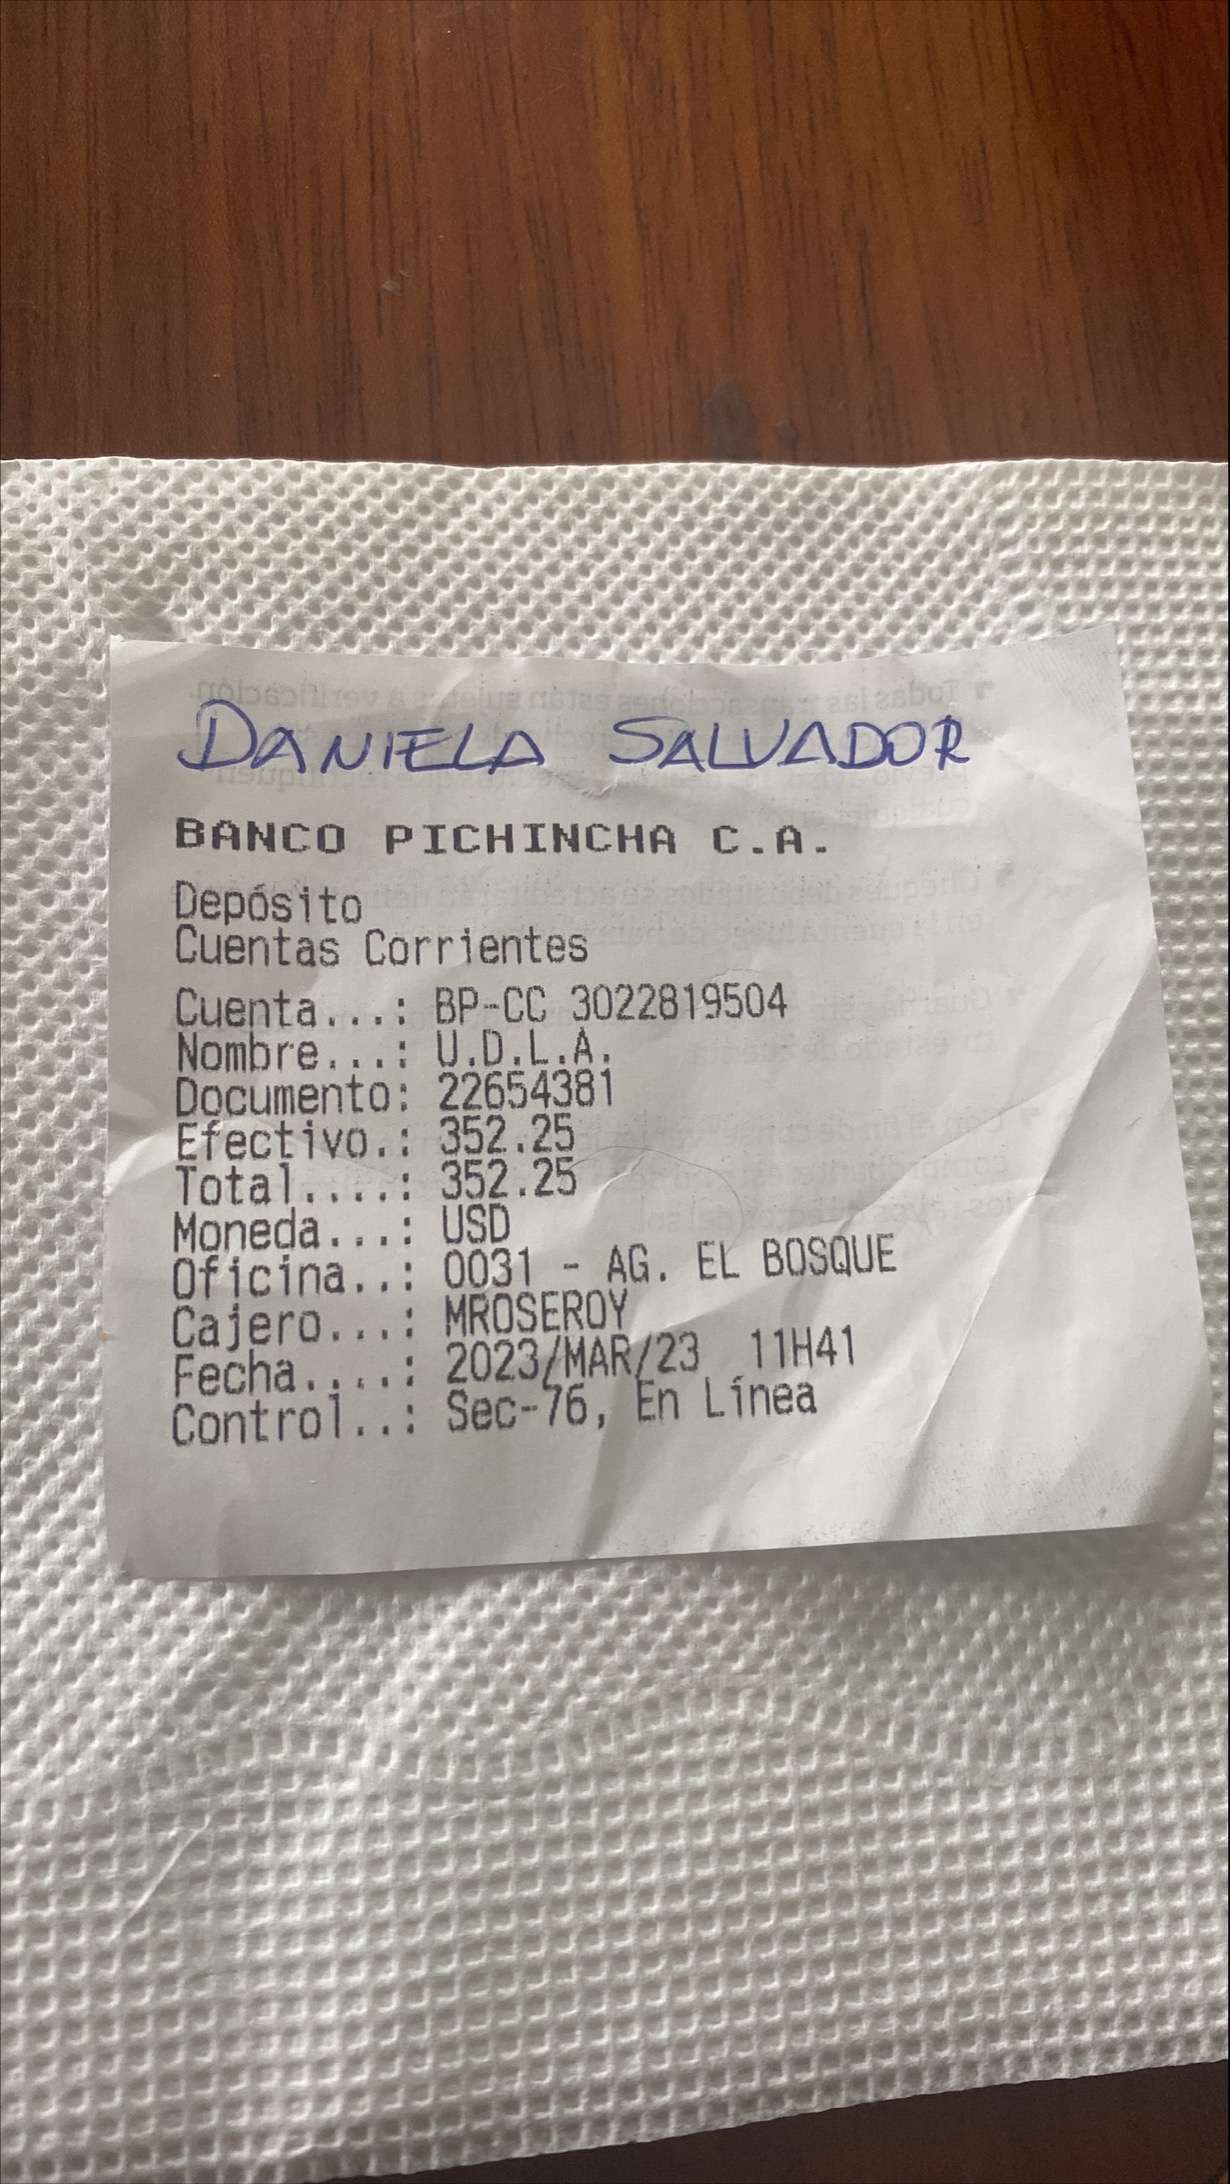 DANIELA SALVADOR
BANCO PICHINCHA C.A.
Depósito
Cuentas Corrientes
Cuenta...: BP-CC 3022819504
Nombre...: U.D.L.A.
Documento: 22654381
Efectivo.: 352.25
Total....: 352.25
Moneda...: USD
Oficina..: 0031 - AG. EL BOSQUE
Cajero...: MROSEROY
Fecha....: 2023/MAR/23 11H41
Control..: Sec-76, En Línea